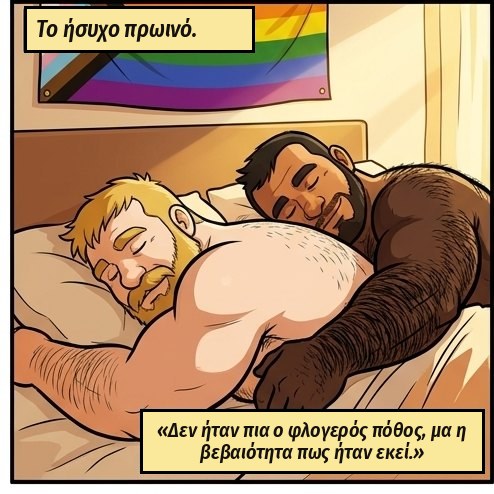 Το ήσυχο πρωινό.
«Δεν ήταν πια ο φλογερός πόθος, μα η
βεβαιότητα πως ήταν εκεί.»